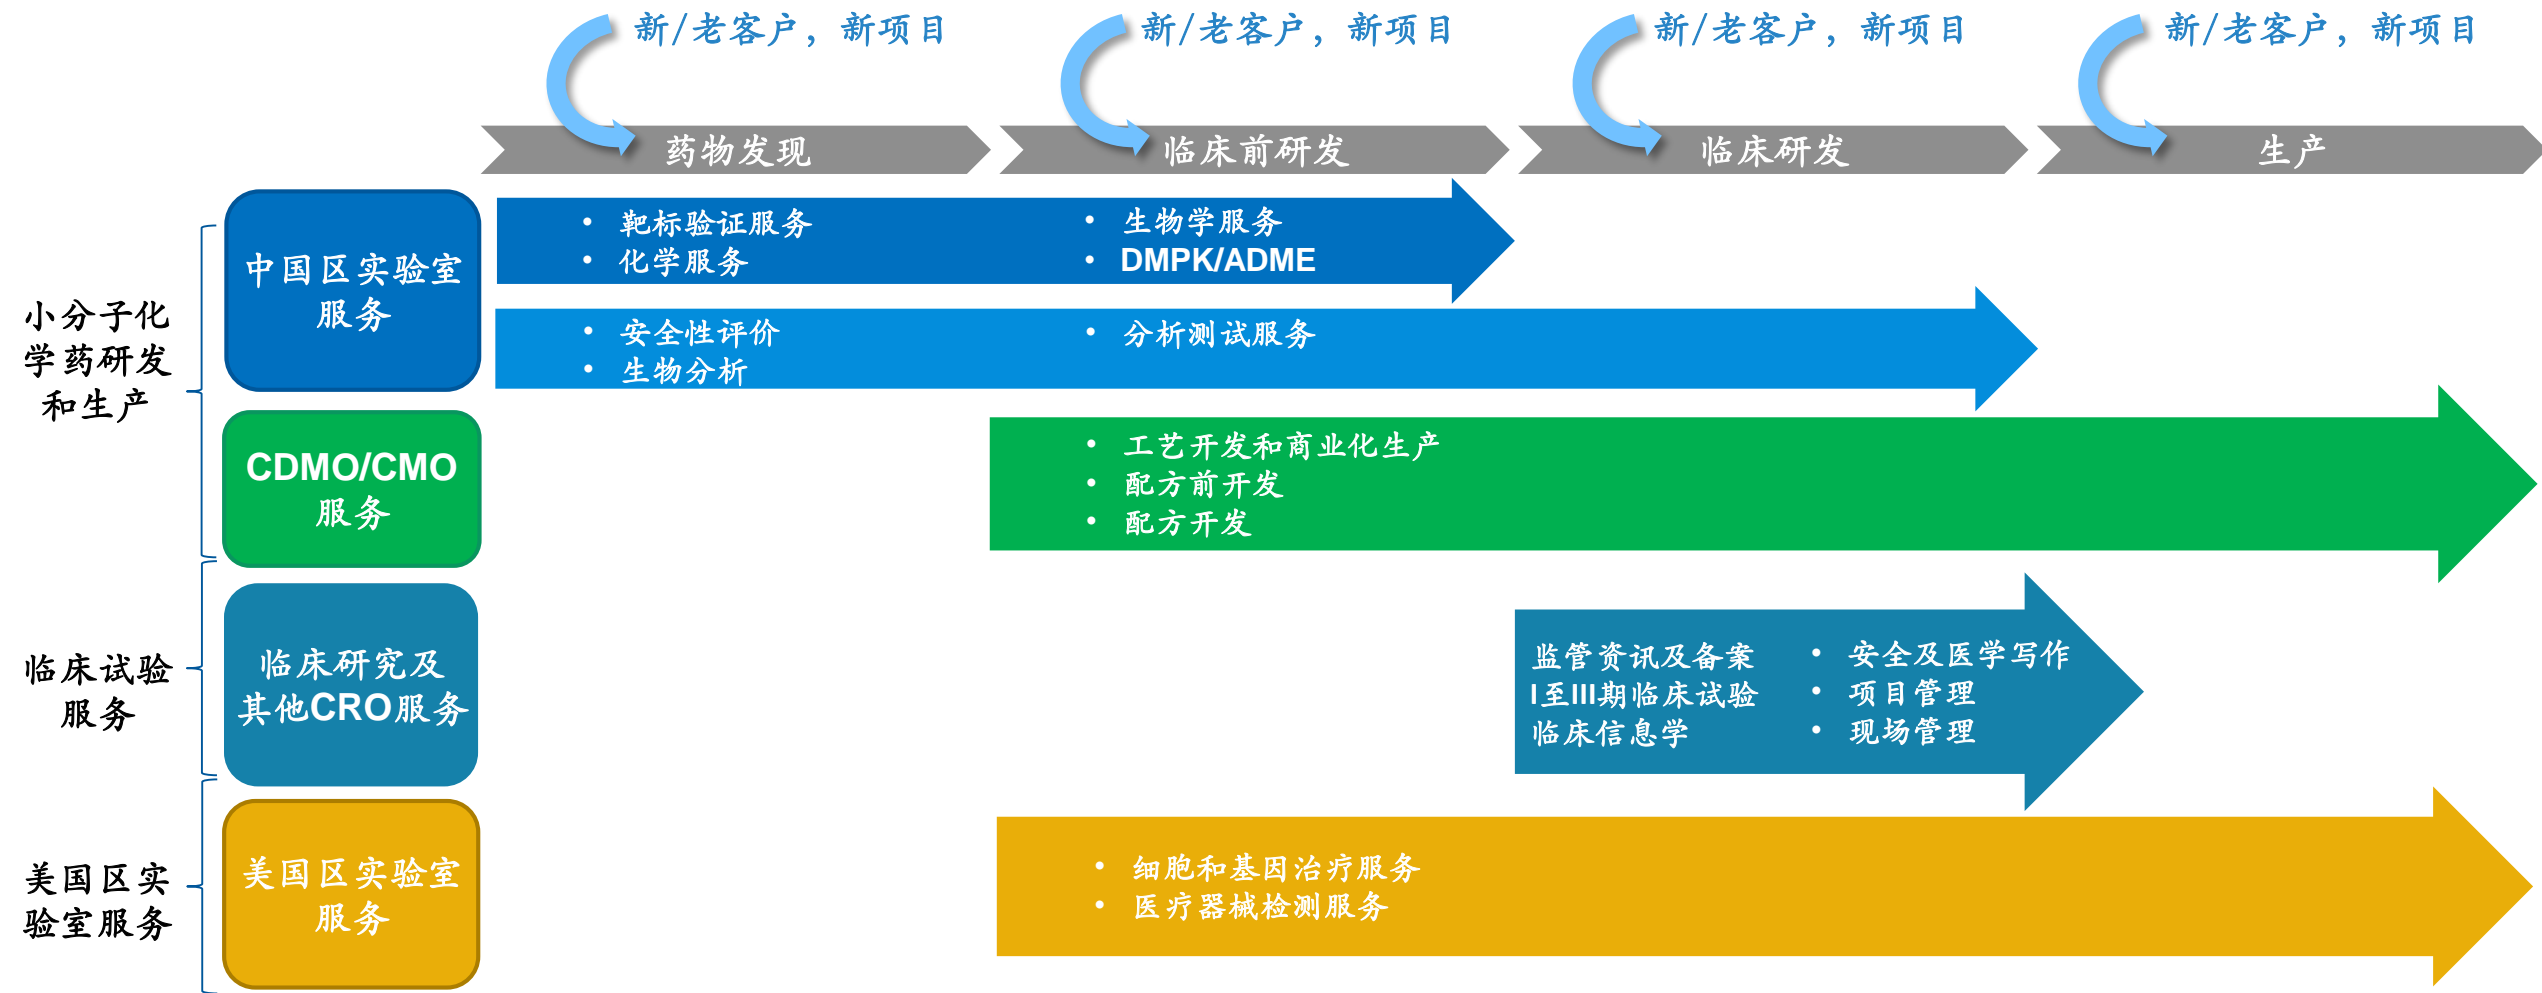 新/老客户，新项目
新/老客户，新项目
新/老客户，新项目
新/老客户，新项目
药物发现
临床前研发
临床研发
生产
小分子化
学药研发
和生产
中国区实验室
服务
• 靶标验证服务
• 化学服务
• 生物学服务
• DMPK/ADME
• 安全性评价
• 生物分析
• 分析测试服务
CDMO/CMO
服务
• 工艺开发和商业化生产
• 配方前开发
• 配方开发
临床试验
服务
临床研究及
其他CRO服务
监管资讯及备案
I至III期临床试验
临床信息学
• 安全及医学写作
• 项目管理
• 现场管理
美国区实
验室服务
美国区实验室
服务
• 细胞和基因治疗服务
• 医疗器械检测服务